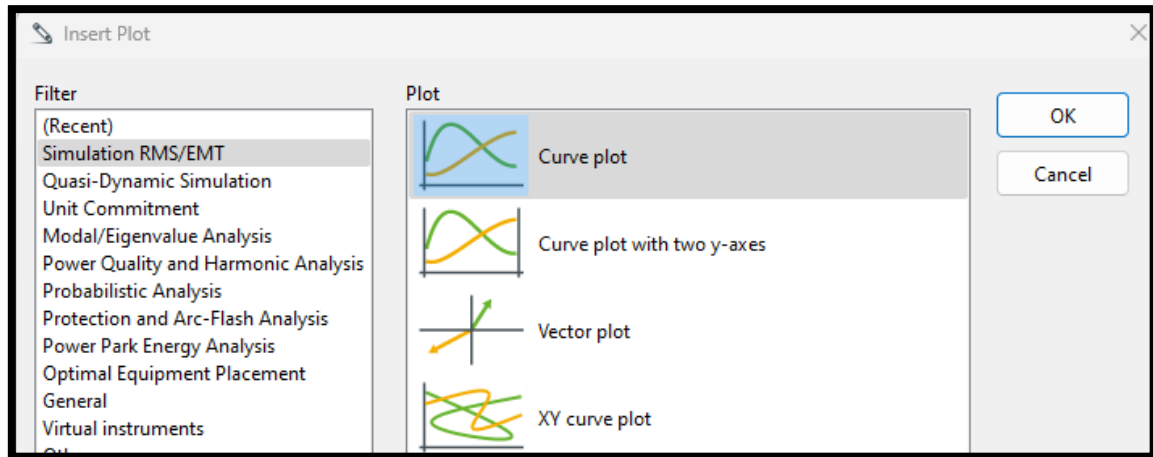 Insert Plot
Filter
(Recent)
Simulation RMS/EMT
Quasi-Dynamic Simulation
Unit Commitment
Modal/Eigenvalue Analysis
Power Quality and Harmonic Analysis
Probabilistic Analysis
Protection and Arc-Flash Analysis
Power Park Energy Analysis
Optimal Equipment Placement
General
Virtual instruments
Plot
Curve plot
Curve plot with two y-axes
Vector plot
XY curve plot
OK
Cancel